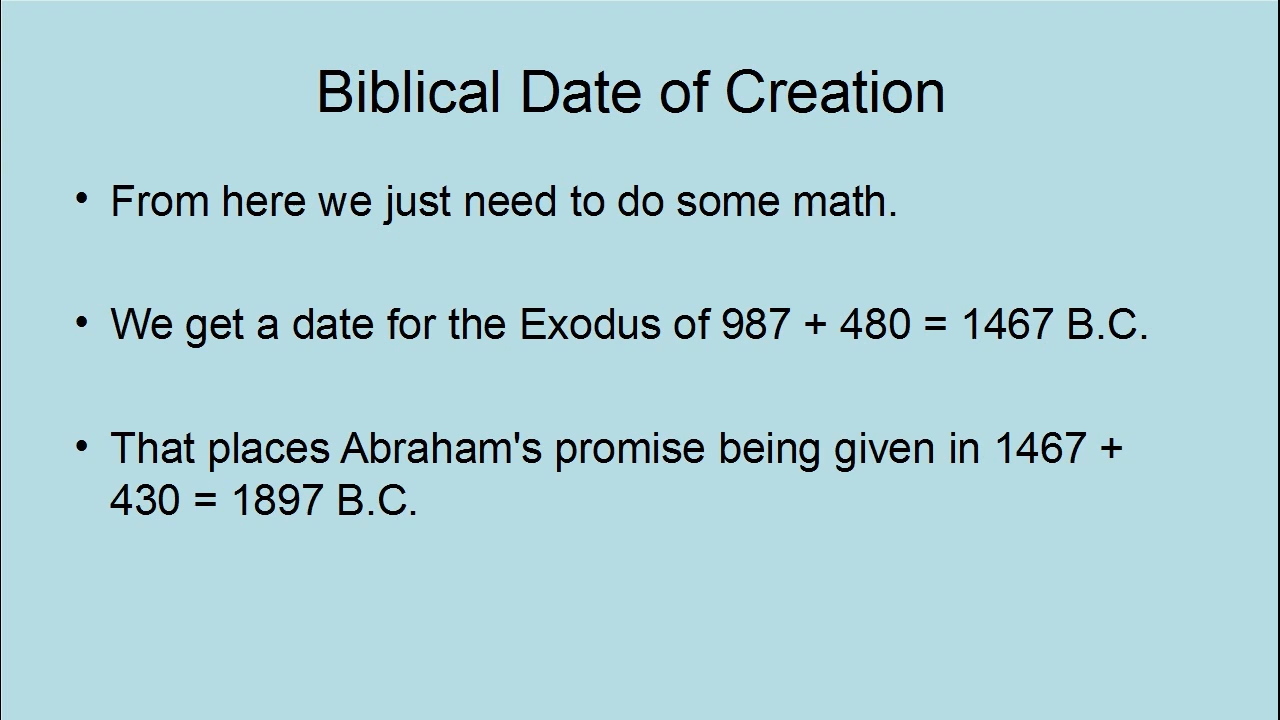 Biblical Date of Creation
• From here we just need to do some math.
• We get a date for the Exodus of 987 + 480 = 1467 B.C.
• That places Abraham's promise being given in 1467 +
430 = 1897 B.C.